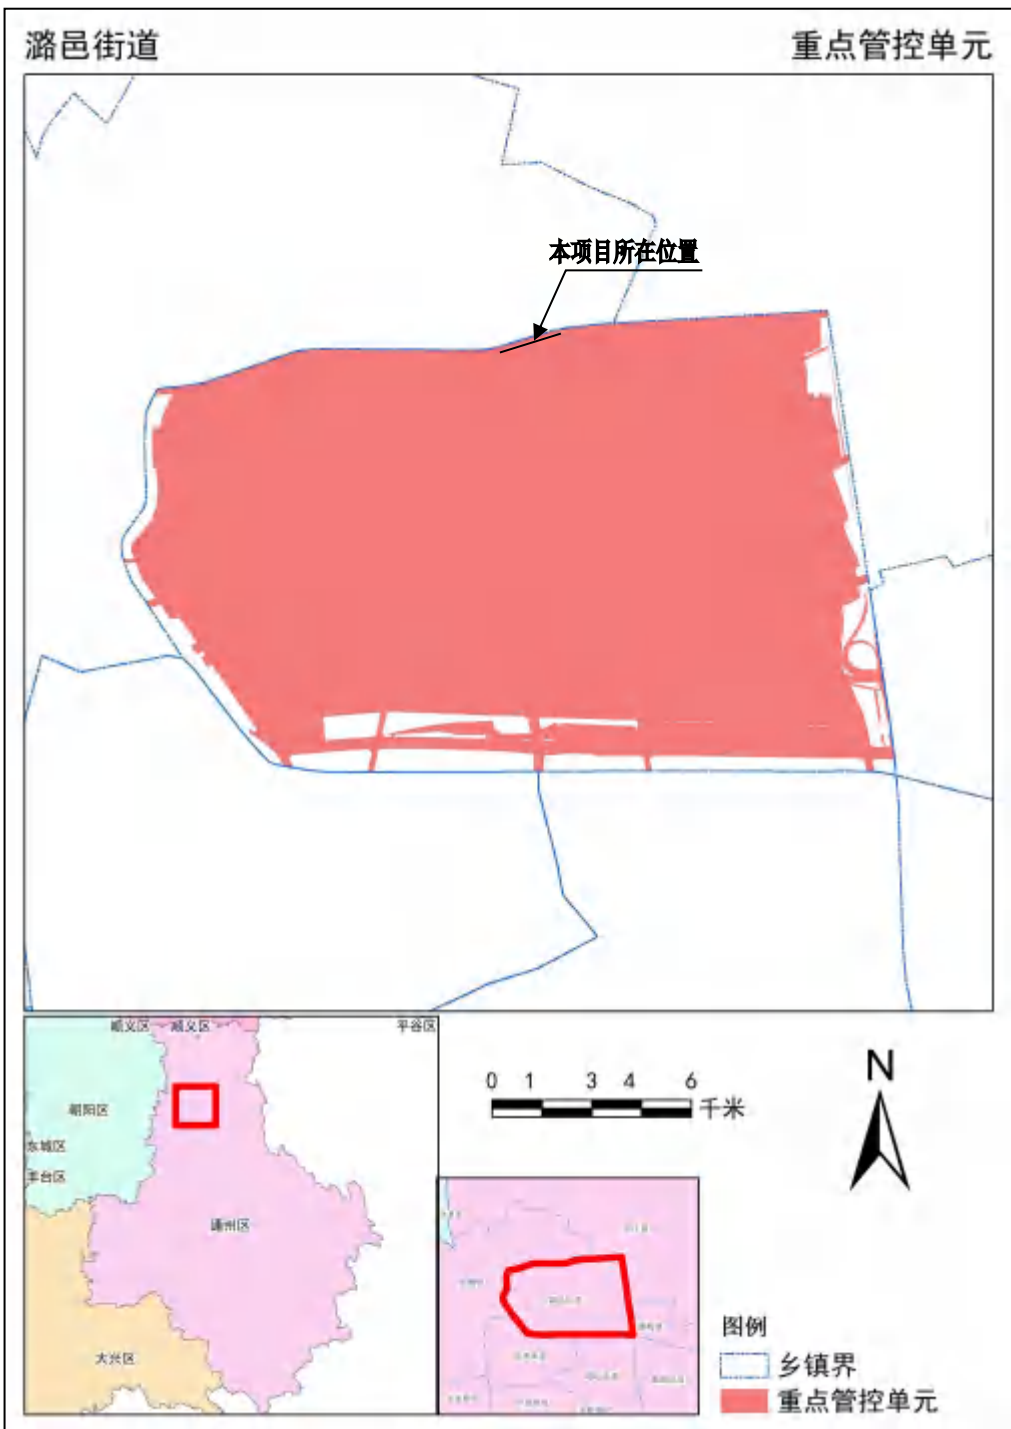 潞邑街道
重点管控单元
本项目所在位置
顺义区
顺义区
平谷区
朝阳区
东城区
丰台区
通州区
大兴区
0 1 3 4 6
千米
N
图例
乡镇界
重点管控单元